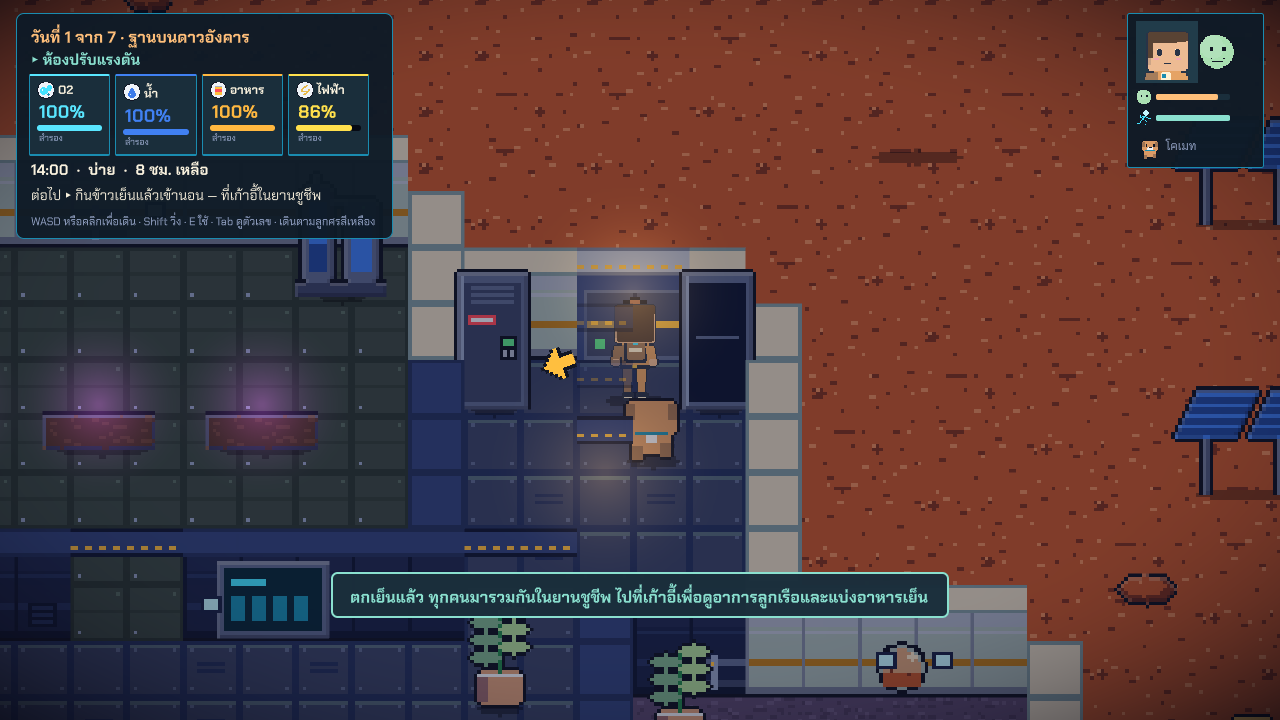 วันที่ 1 จาก 7 · ฐานบนดาวอังคาร
▸ ห้องปรับแรงดัน
O2
100%
สำรอง
น้ำ
100%
สำรอง
อาหาร
100%
สำรอง
ไฟฟ้า
86%
สำรอง
14:00 · บ่าย · 8 ชม. เหลือ
ต่อไป ▸ กินข้าวเย็นแล้วเข้านอน — ที่เก้าอี้ในยานชูชีพ
WASD หรือคลิกเพื่อเดิน · Shift วิ่ง · E ใช้ · Tab ดูตัวเลข · เดินตามลูกศรสีเหลือง
โคเมท
ตกเย็นแล้ว ทุกคนมารวมกันในยานชูชีพ ไปที่เก้าอี้เพื่อดูอาการลูกเรือและแบ่งอาหารเย็น